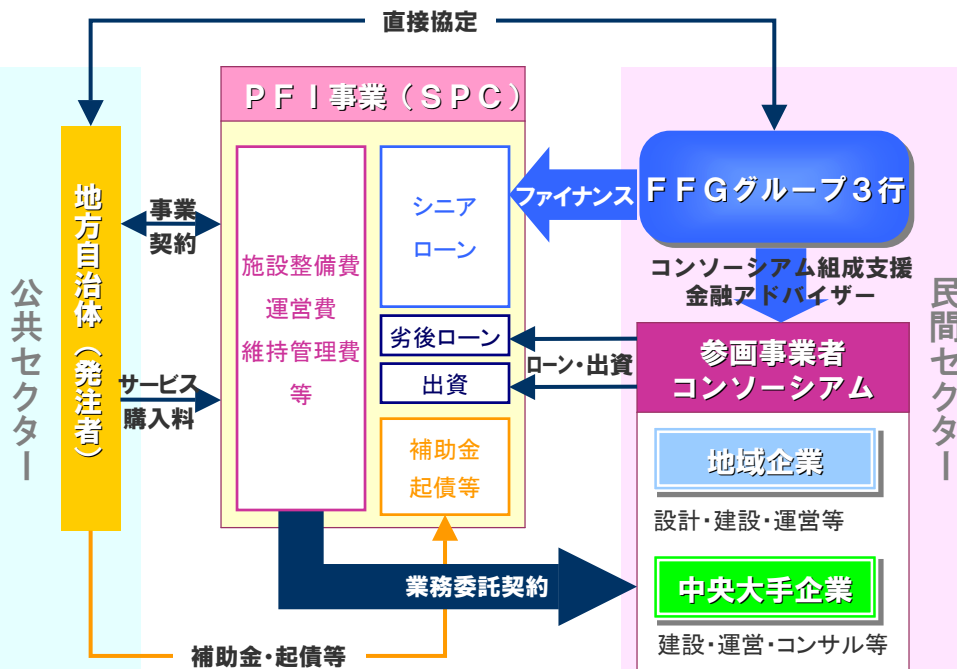 直接協定
公共セクター
地方自治体（発注者）
事業
契約
サービス
購入料
ＰＦＩ事業（ＳＰＣ）
施設整備費
運営費
維持管理費
等
シニア
ローン
劣後ローン
出資
補助金
起債等
ファイナンス
ローン・出資
ＦＦＧグループ３行
コンソーシアム組成支援
金融アドバイザー
参画事業者
コンソーシアム
地域企業
設計・建設・運営等
中央大手企業
建設・運営・コンサル等
民間セクター
業務委託契約
補助金・起債等